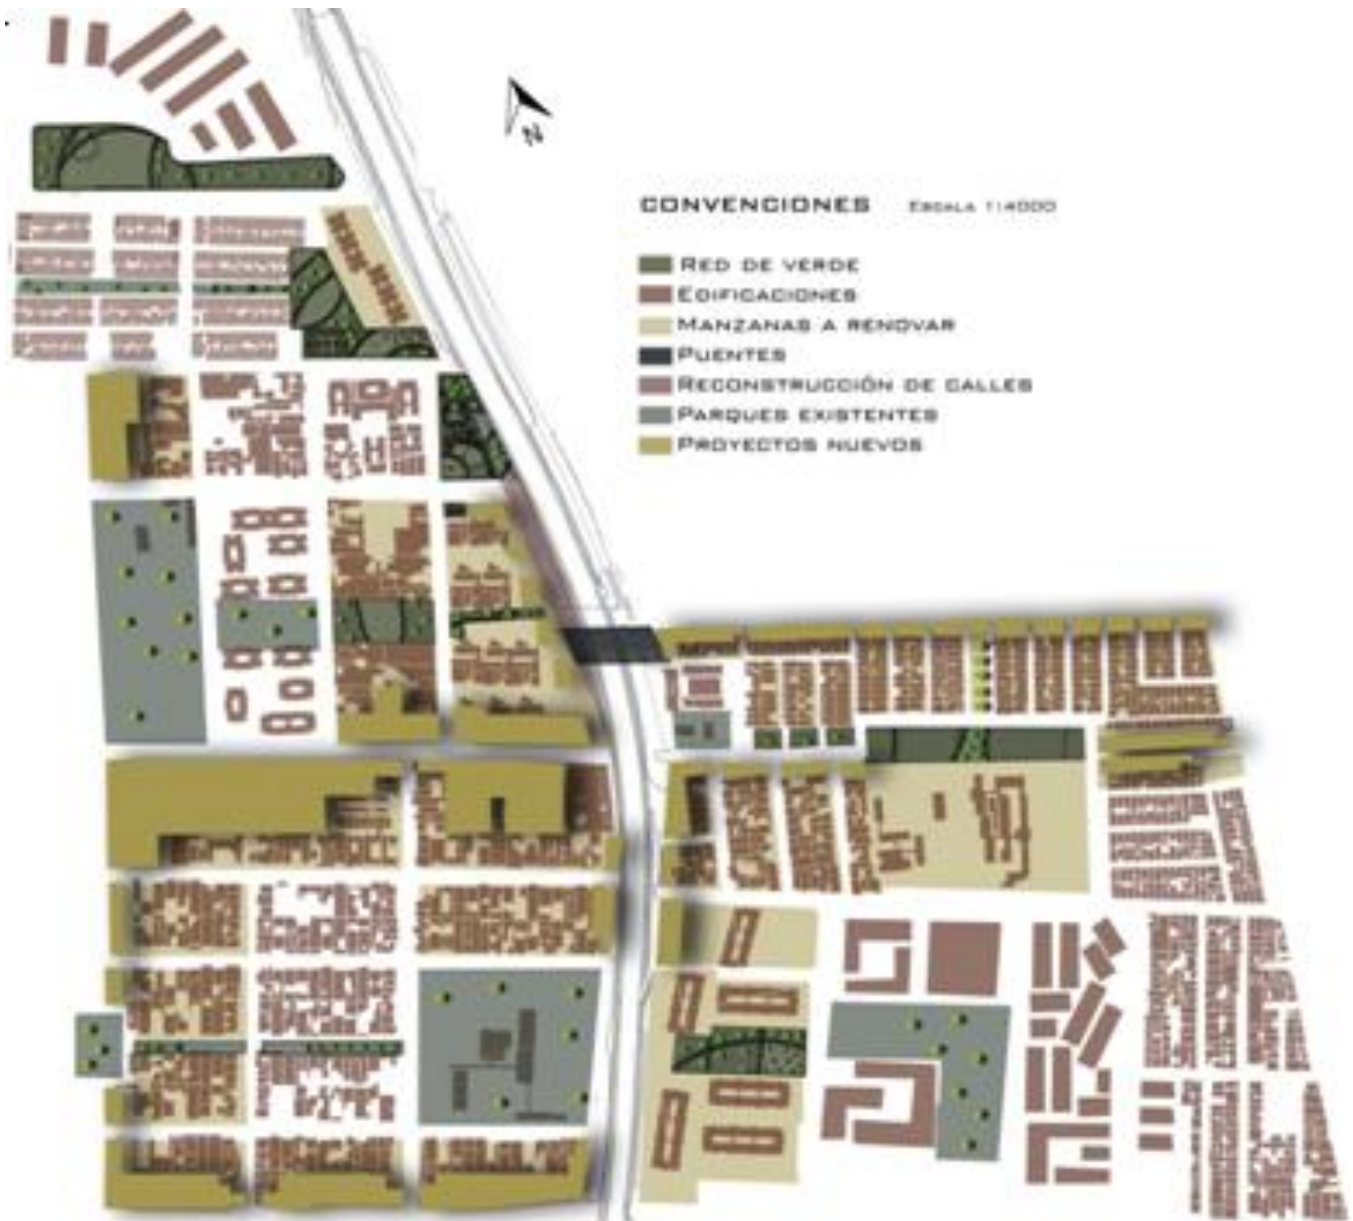 N
CONVENCIONES ESCALA 1:4000
RED DE VERDE
EDIFICACIONES
MANZANAS A RENOVAR
PUENTES
RECONSTRUCCIÓN DE CALLES
PARQUES EXISTENTES
PROYECTOS NUEVOS